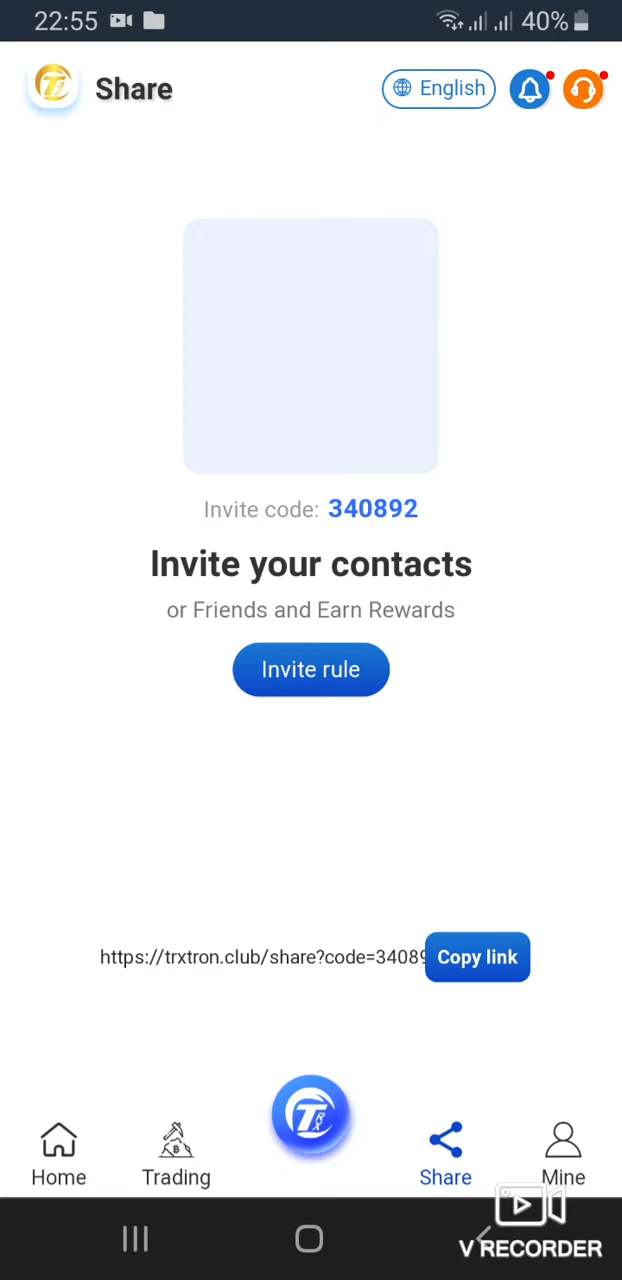 22:55 40%
Share English
Invite code: 340892
Invite your contacts
or Friends and Earn Rewards
Invite rule
https://trxtron.club/share?code=34089
Copy link
TRX
Home Trading Share Mine
V RECORDER